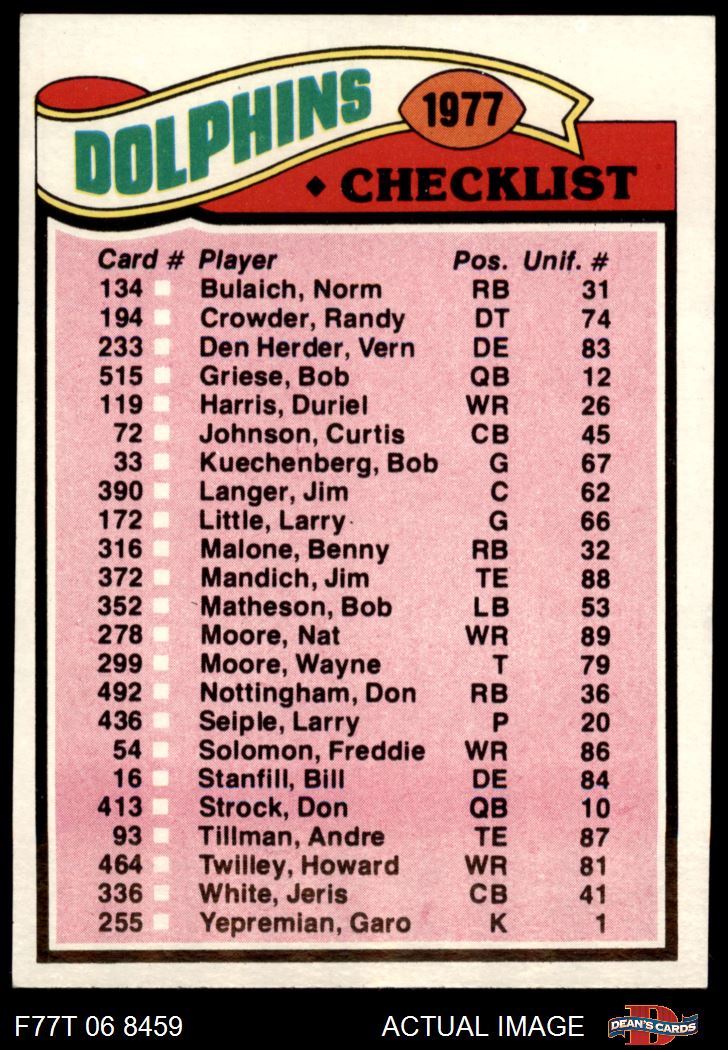 DOLPHINS
1977
◆ CHECKLIST
Card # Player Pos. Unif. #
134 Bulaich, Norm RB 31
194 Crowder, Randy DT 74
233 Den Herder, Vern DE 83
515 Griese, Bob QB 12
119 Harris, Duriel WR 26
72 Johnson, Curtis CB 45
33 Kuechenberg, Bob G 67
390 Langer, Jim C 62
172 Little, Larry G 66
316 Malone, Benny RB 32
372 Mandich, Jim TE 88
352 Matheson, Bob LB 53
278 Moore, Nat WR 89
299 Moore, Wayne T 79
492 Nottingham, Don RB 36
436 Seiple, Larry P 20
54 Solomon, Freddie WR 86
16 Stanfill, Bill DE 84
413 Strock, Don QB 10
93 Tillman, Andre TE 87
464 Twilley, Howard WR 81
336 White, Jeris CB 41
255 Yepremian, Garo K 1
F77T 06 8459 ACTUAL IMAGE
D
DEAN'S CARDS